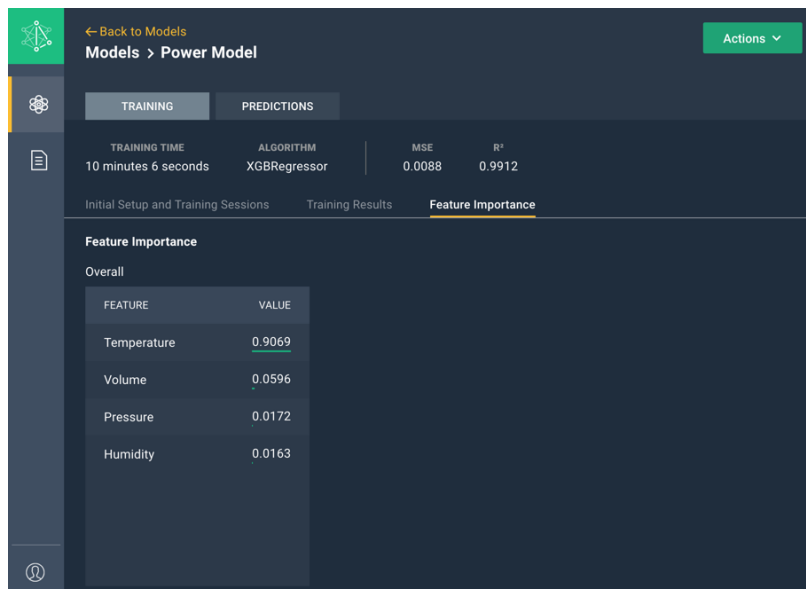 ← Back to Models
Models > Power Model
Actions
TRAINING PREDICTIONS
TRAINING TIME ALGORITHM MSE R²
10 minutes 6 seconds XGBRegressor 0.0088 0.9912
Initial Setup and Training Sessions Training Results Feature Importance
Feature Importance
Overall
FEATURE VALUE
Temperature 0.9069
Volume 0.0596
Pressure 0.0172
Humidity 0.0163